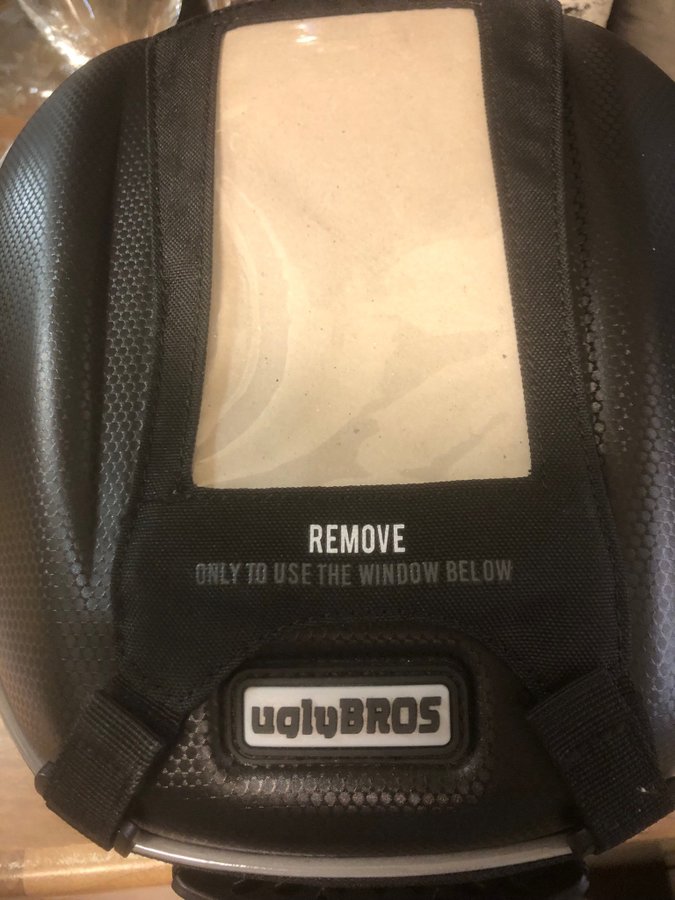 REMOVE
ONLY TO USE THE WINDOW BELOW
uglyBROS